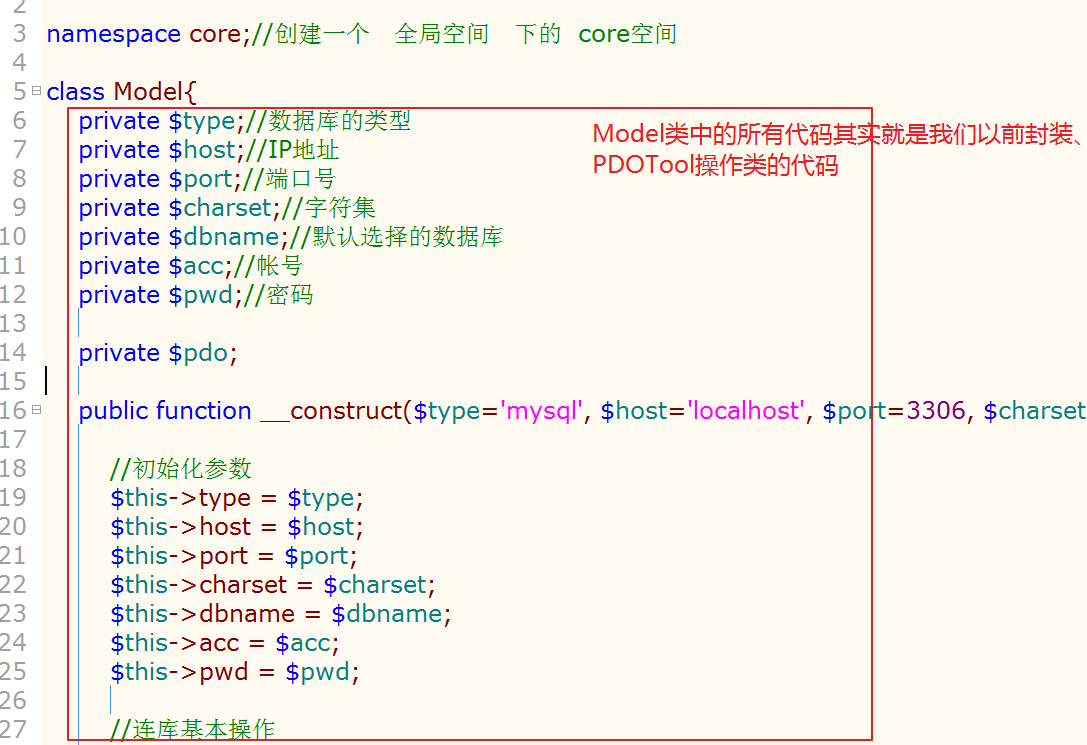 2
3 namespace core;//创建一个 全局空间 下的 core空间
4
5 class Model{
6 private $type;//数据库的类型
Model类中的所有代码其实就是我们以前封装、
7 private $host;//IP地址
PDOTool操作类的代码
8 private $port;//端口号
9 private $charset;//字符集
10 private $dbname;//默认选择的数据库
11 private $acc;//帐号
12 private $pwd;//密码
13
14 private $pdo;
15
16 public function __construct($type='mysql', $host='localhost', $port=3306, $charset
17
18 //初始化参数
19 $this->type = $type;
20 $this->host = $host;
21 $this->port = $port;
22 $this->charset = $charset;
23 $this->dbname = $dbname;
24 $this->acc = $acc;
25 $this->pwd = $pwd;
26
27 //连库基本操作